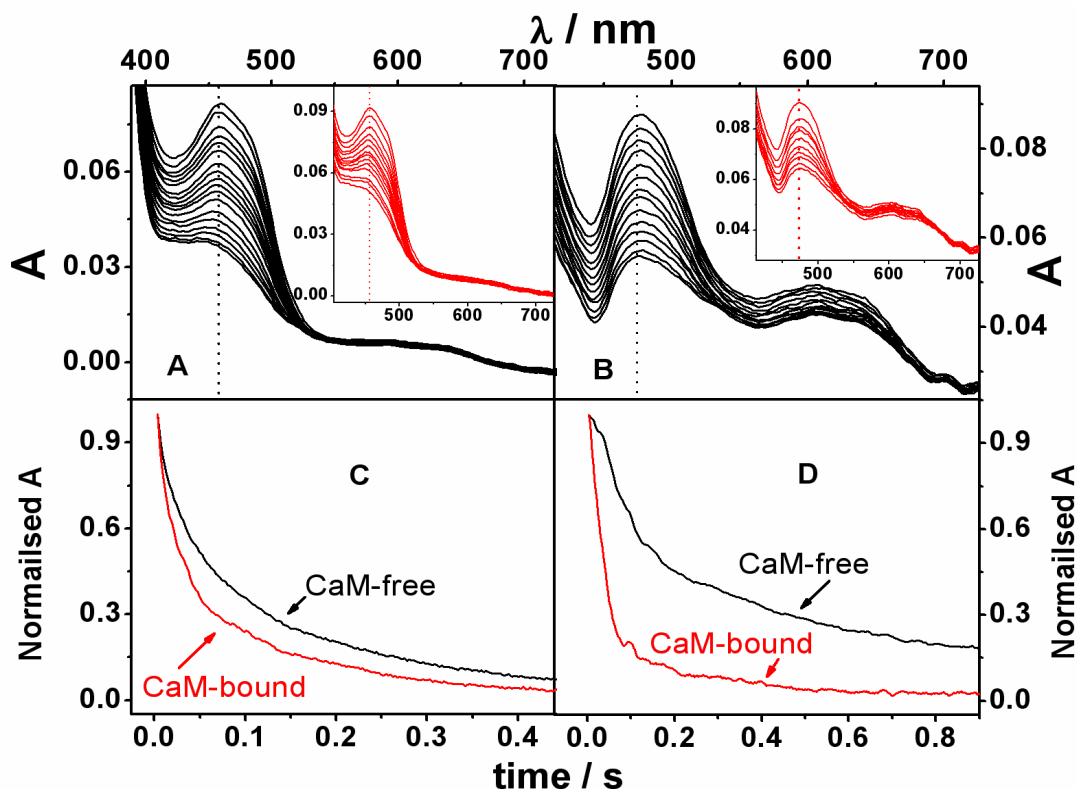 λ / nm
400 500 600 700
500 600 700
A
0.06
0.03
0.00
0.09
0.06
0.03
0.00
500 600 700
A
0.08
0.06
0.04
500 600 700
B
0.08
0.06
0.04
A
Normailsed A
0.9
0.6
0.3
0.0
C
CaM-free
CaM-bound
0.0 0.1 0.2 0.3 0.4
D
CaM-free
CaM-bound
0.0 0.2 0.4 0.6 0.8
0.9
0.6
0.3
0.0
Normailsed A
time / s